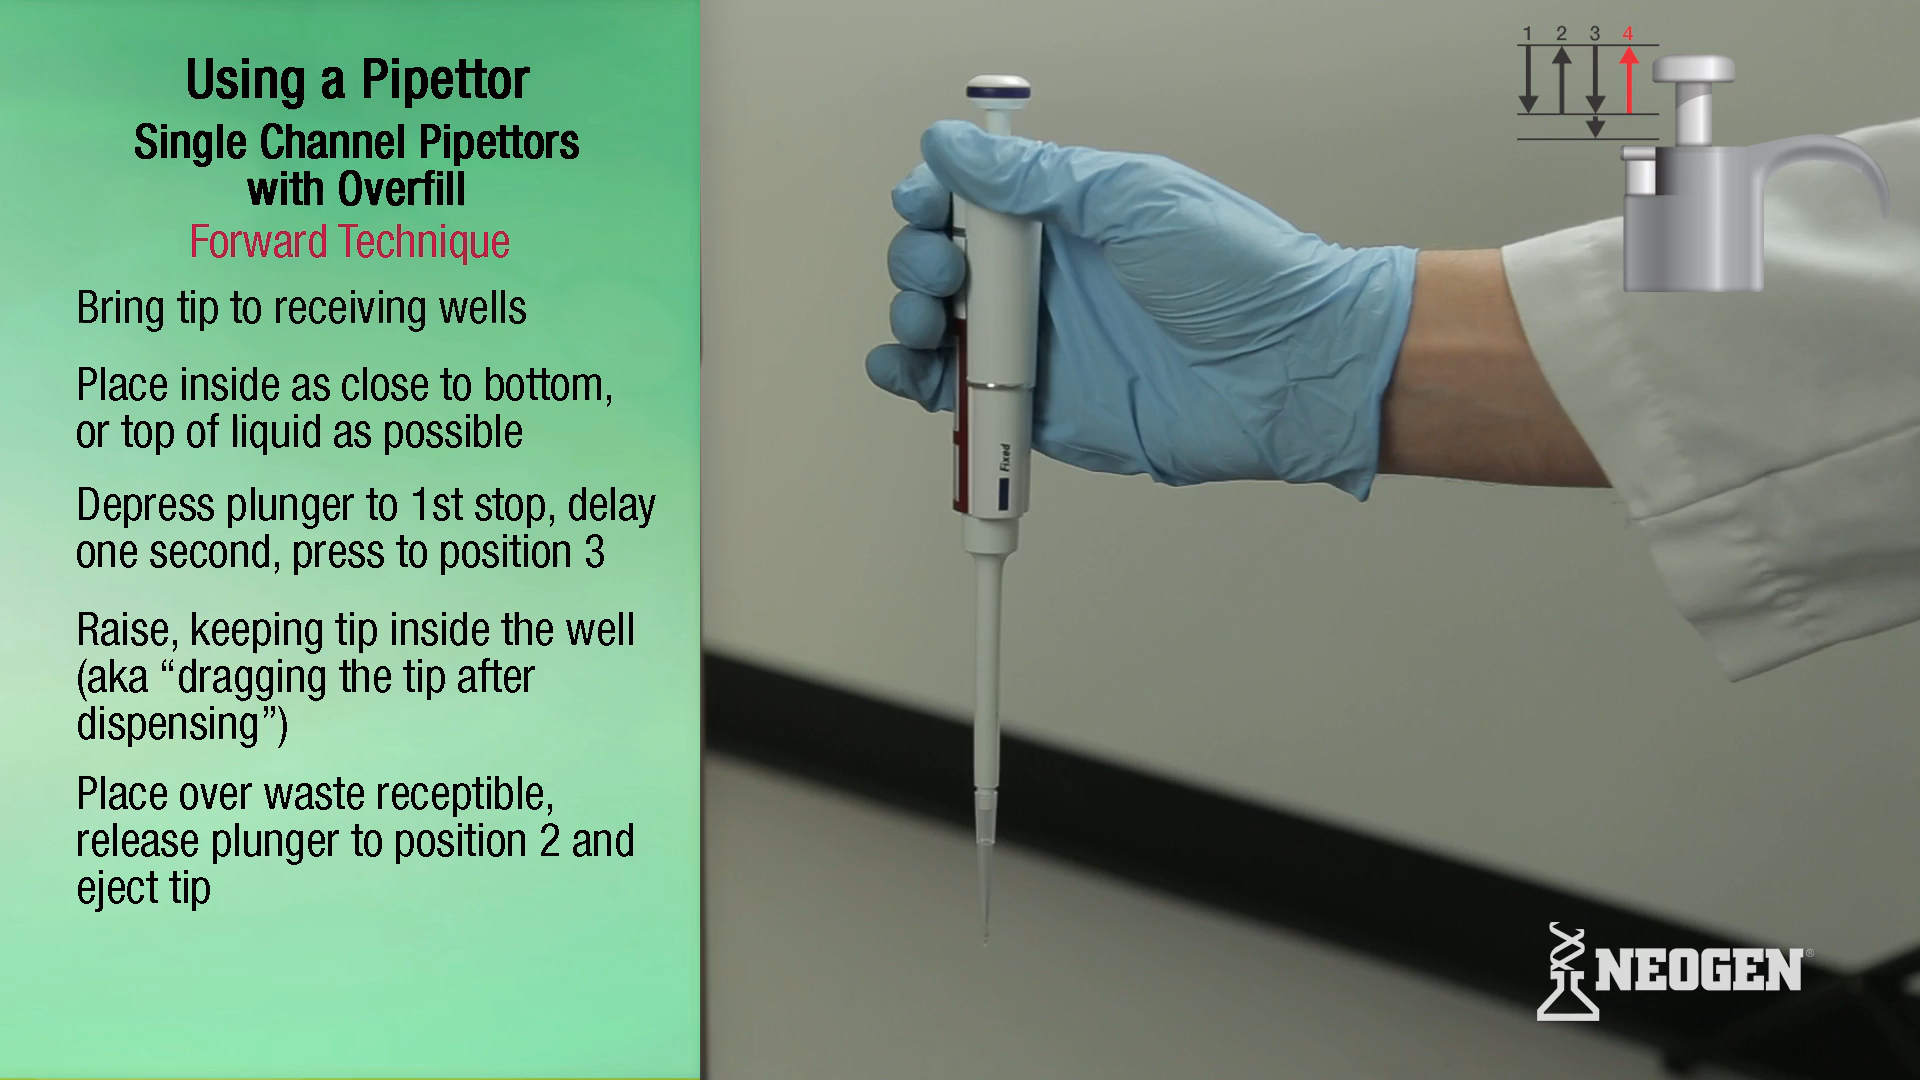 Using a Pipettor
Single Channel Pipettors
with Overfill
Forward Technique
Bring tip to receiving wells
Place inside as close to bottom,
or top of liquid as possible
Depress plunger to 1st stop, delay
one second, press to position 3
Raise, keeping tip inside the well
(aka “dragging the tip after
dispensing”)
Place over waste receptible,
release plunger to position 2 and
eject tip
1 2 3 4
Fixed
NEOGEN®